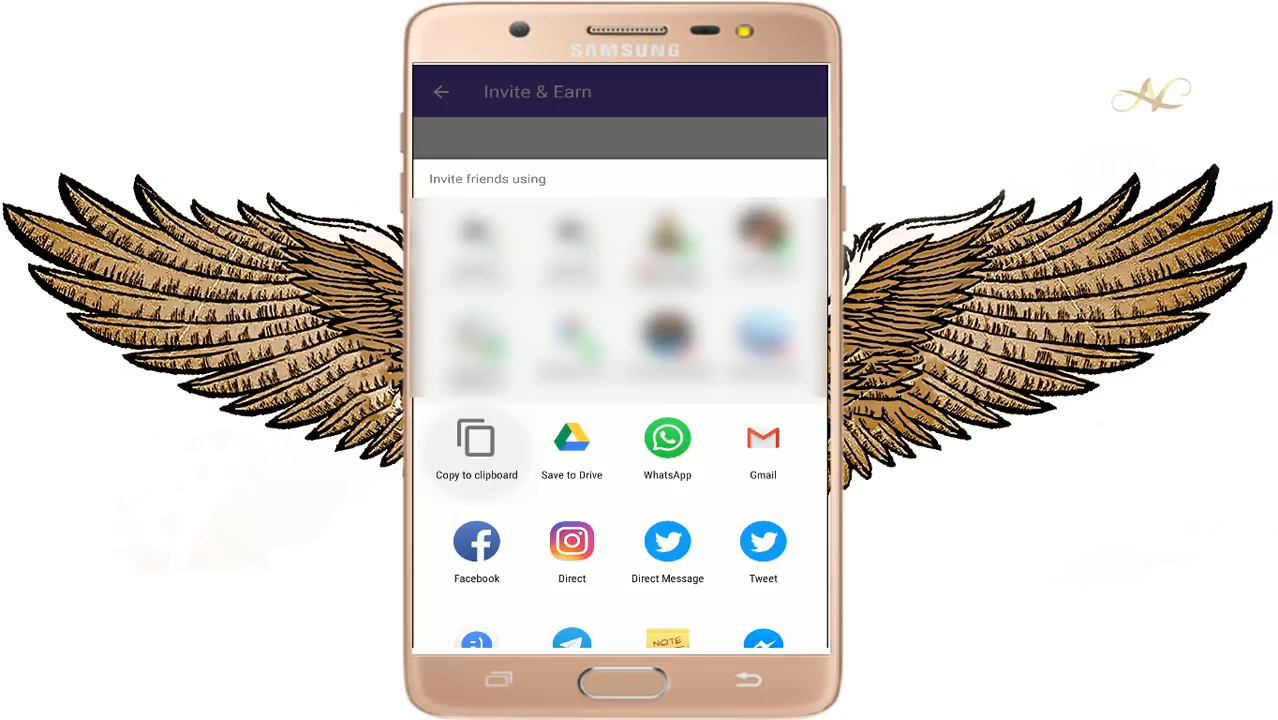 SAMSUNG
Invite & Earn
Invite friends using
Copy to clipboard
Save to Drive
WhatsApp
Gmail
Facebook
Direct
Direct Message
Tweet
NOTE